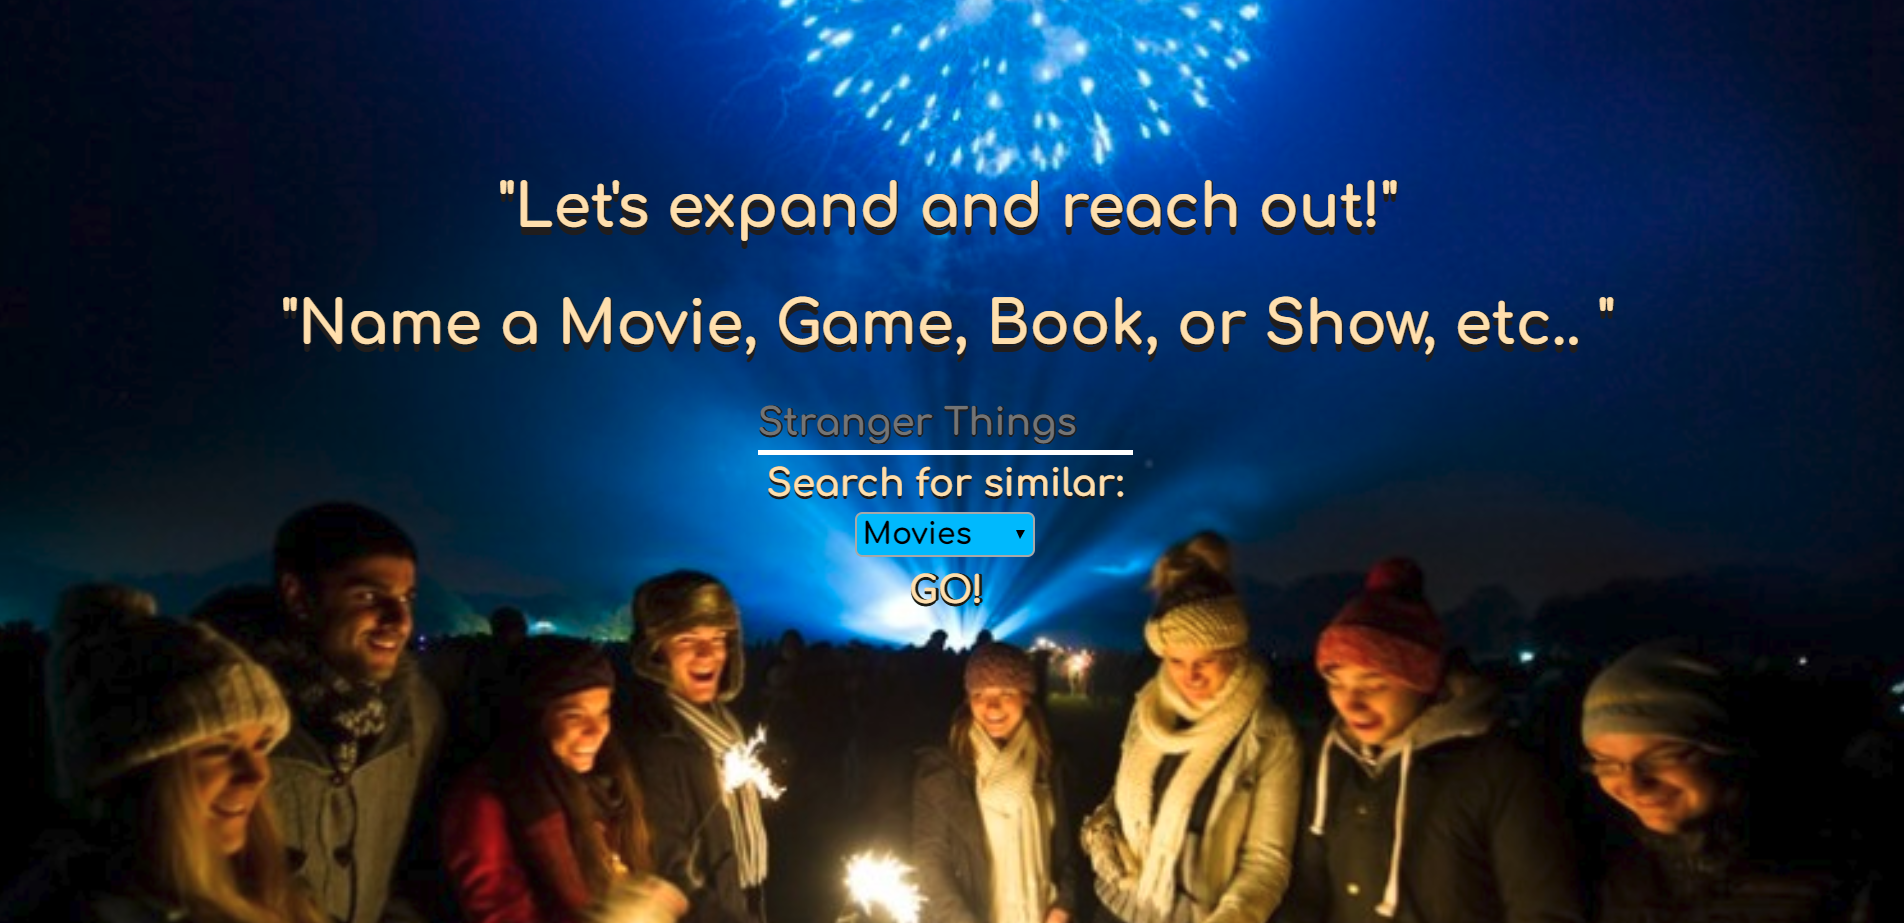 "Let's expand and reach out!"
"Name a Movie, Game, Book, or Show, etc.. "
Stranger Things
Search for similar:
Movies
GO!